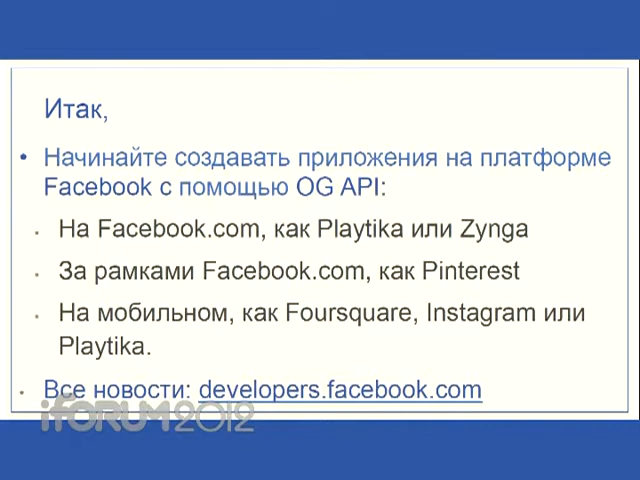 Итак,
Начинайте создавать приложения на платформе
Facebook с помощью OG API:
На Facebook.com, как Playtika или Zynga
За рамками Facebook.com, как Pinterest
На мобильном, как Foursquare, Instagram или
Playtika.
Все новости: developers.facebook.com
iFORUM2012